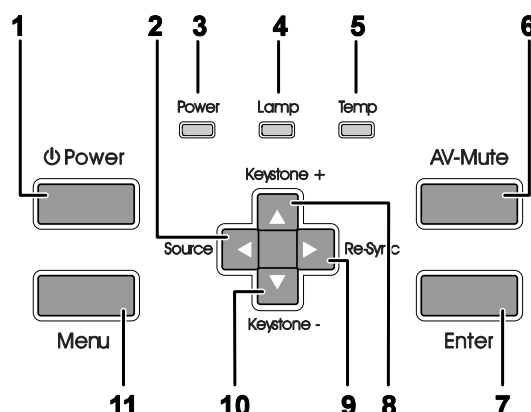 1 2 3 4 5 6
Power Lamp Temp
⏻ Power AV-Mute
Keystone +
Source Re-Sync
Keystone -
Menu Enter
11 10 9 8 7